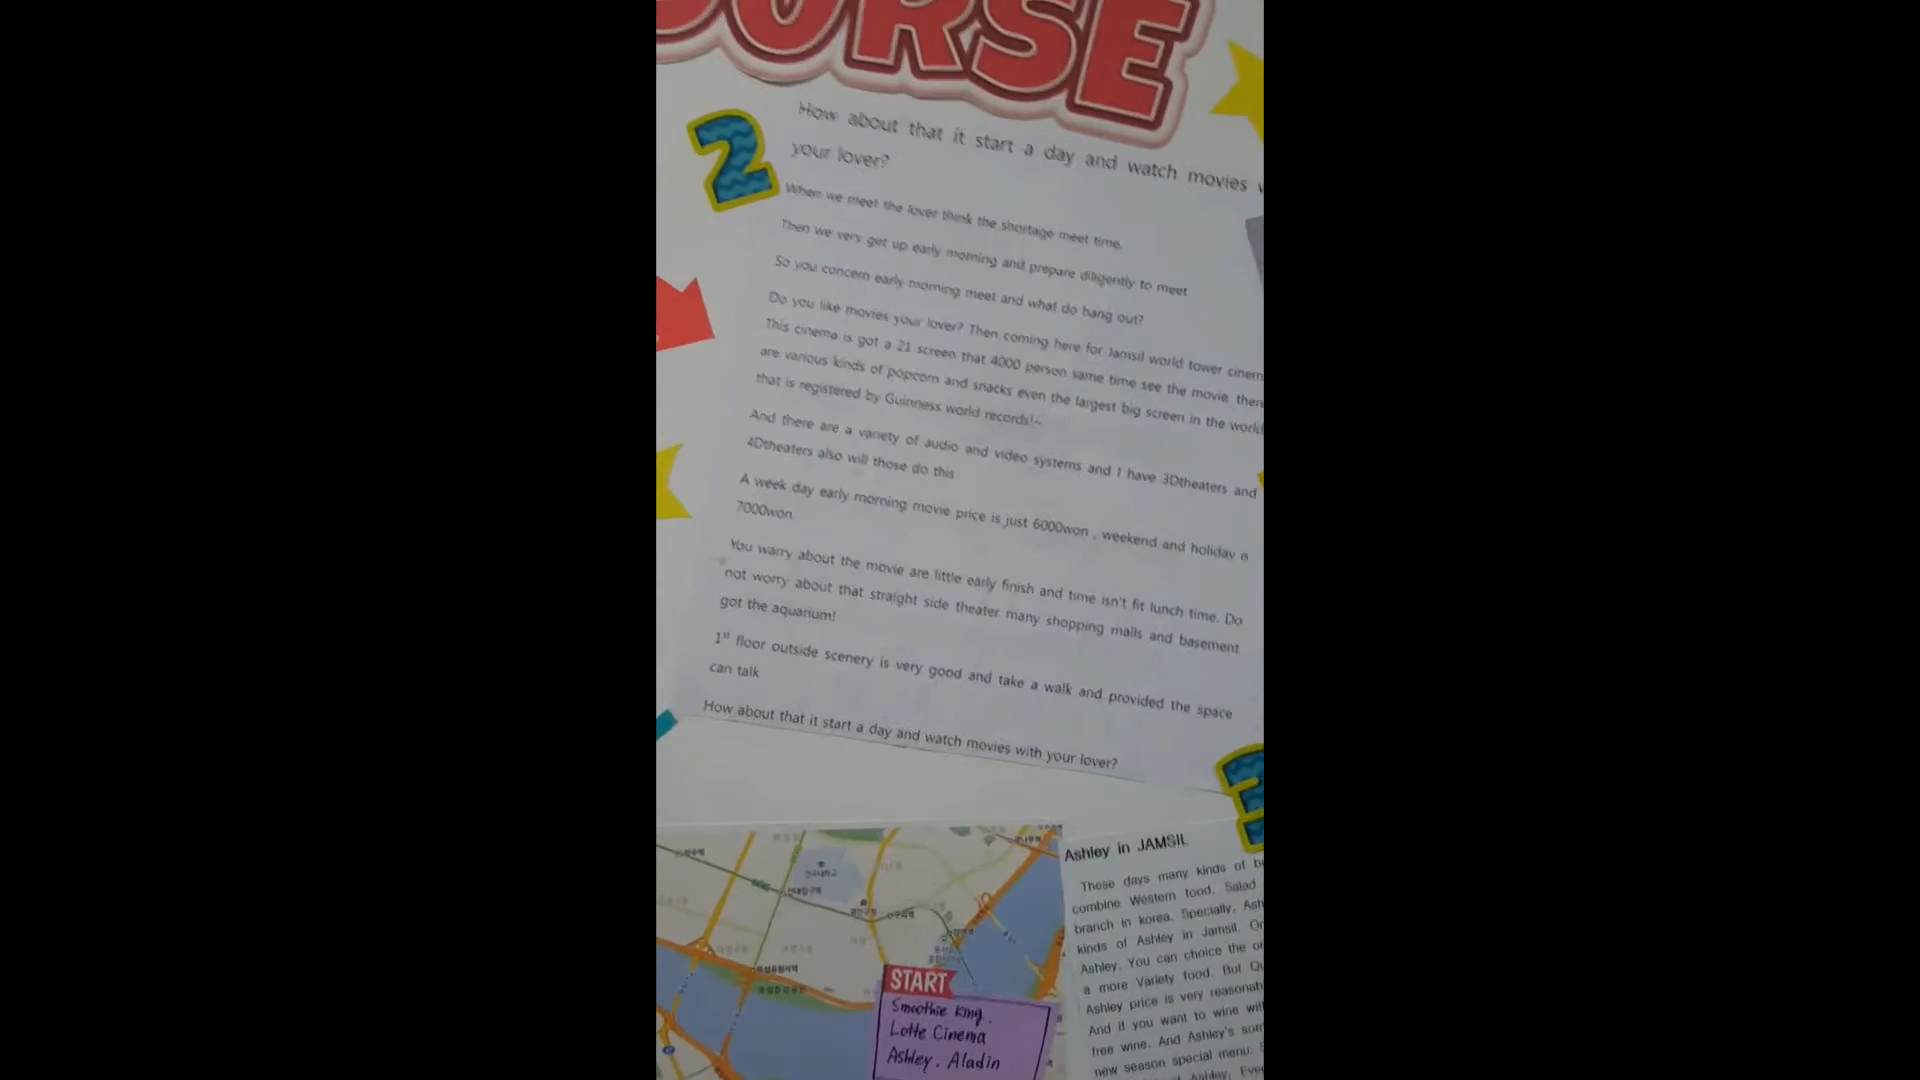 OURSE
2
How about that it start a day and watch movies
your lover?
When we meet the lover think the shortage meet time.
Then we very get up early morning and prepare diligently to meet
So you concern early morning meet and what do hang out?
Do you like movies your lover? Then coming here for Jamsil world tower cinem
This cinema is got a 21 screen that 4000 person same time see the movie. there
are various kinds of popcorn and snacks even the largest big screen in the world
that is registered by Guinness world records!~
And there are a variety of audio and video systems and I have 3Dtheaters and
4Dtheaters also will those do this
A week day early morning movie price is just 6000won , weekend and holiday is
7000won.
You warry about the movie are little early finish and time isn't fit lunch time. Do
not worry about that straight side theater many shopping malls and basement
got the aquarium!
1st floor outside scenery is very good and take a walk and provided the space
can talk
How about that it start a day and watch movies with your lover?
3
START
Smoothie King.
Lotte Cinema
Ashley. Aladin
Ashley in JAMSIL
These days many kinds of
combine Western food. Salad
branch in korea. Specially, Ash
kinds of Ashley in Jamsil.
Ashley. You can choice the
a more Variety food. But
Ashley price is very reasonab
And if you want to wine
free wine. And Ashley's
new season special menu.
Ashley.